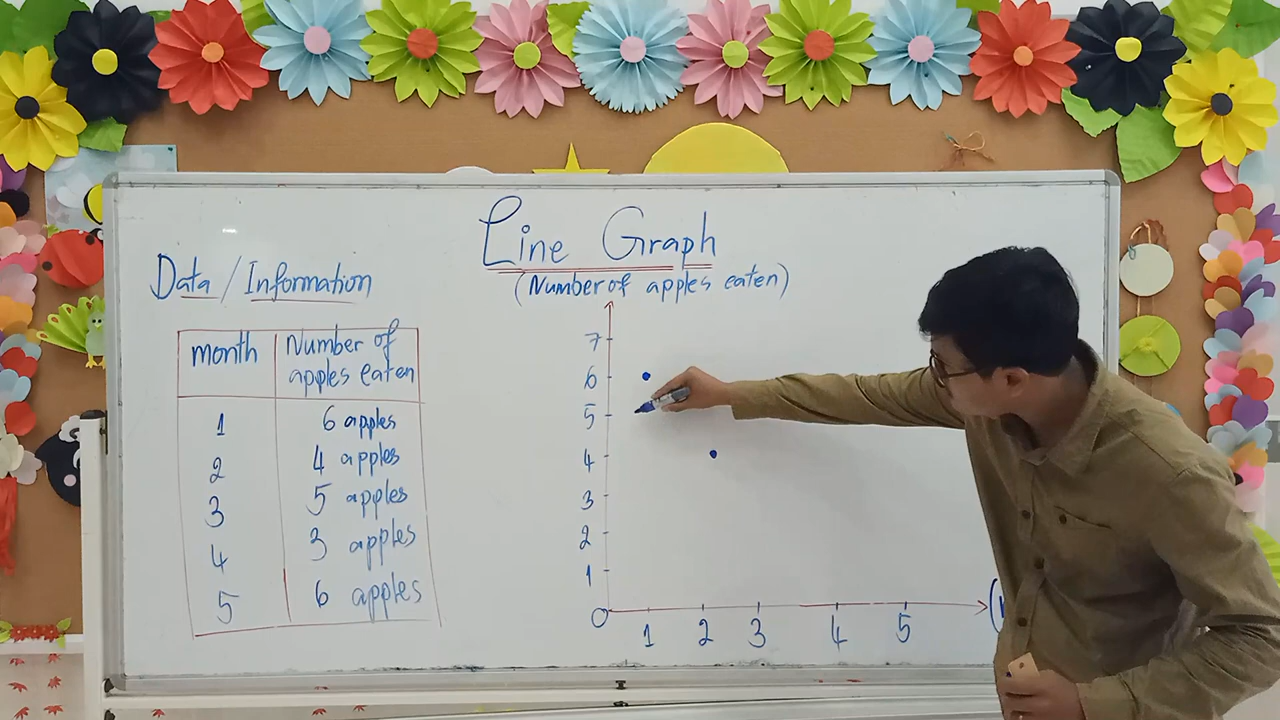 Line Graph
(Number of apples eaten)
Data/Information
month Number of apples eaten
1 6 apples
2 4 apples
3 5 apples
4 3 apples
5 6 apples
7
6
5
4
3
2
1
0
1 2 3 4 5